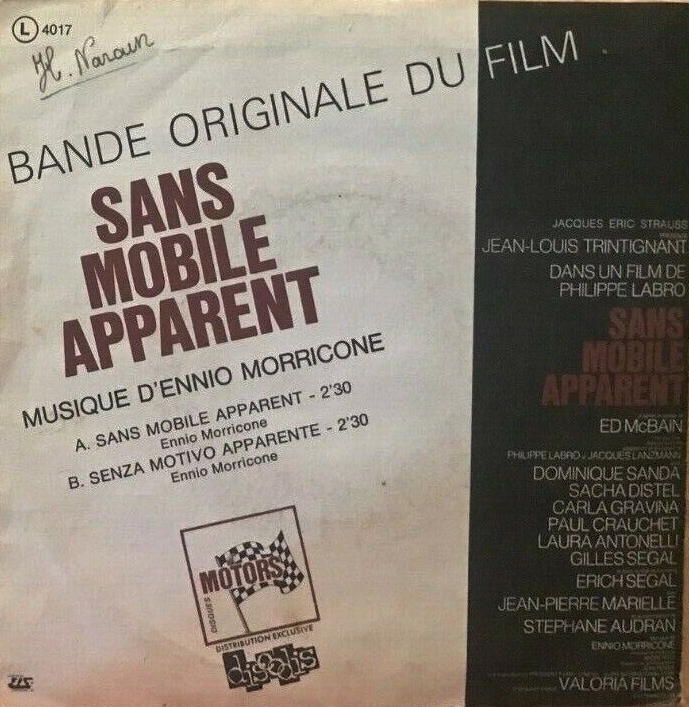 L 4017
H. Naroun
BANDE ORIGINALE DU FILM
SANS
MOBILE
APPARENT
MUSIQUE D'ENNIO MORRICONE
A. SANS MOBILE APPARENT - 2'30
Ennio Morricone
B. SENZA MOTIVO APPARENTE - 2'30
Ennio Morricone
DISQUES
MOTORS
DISTRIBUTION EXCLUSIVE
discodis
JACQUES ERIC STRAUSS
JEAN-LOUIS TRINTIGNANT
DANS UN FILM DE
PHILIPPE LABRO
SANS
MOBILE
APPARENT
ED McBAIN
PHILIPPE LABRO JACQUES LANZMANN
DOMINIQUE SANDA
SACHA DISTEL
CARLA GRAVINA
PAUL CRAUCHET
LAURA ANTONELLI
GILLES SEGAL
ERICH SEGAL
JEAN-PIERRE MARIELLE
STEPHANE AUDRAN
ENNIO MORRICONE
VALORIA FILMS